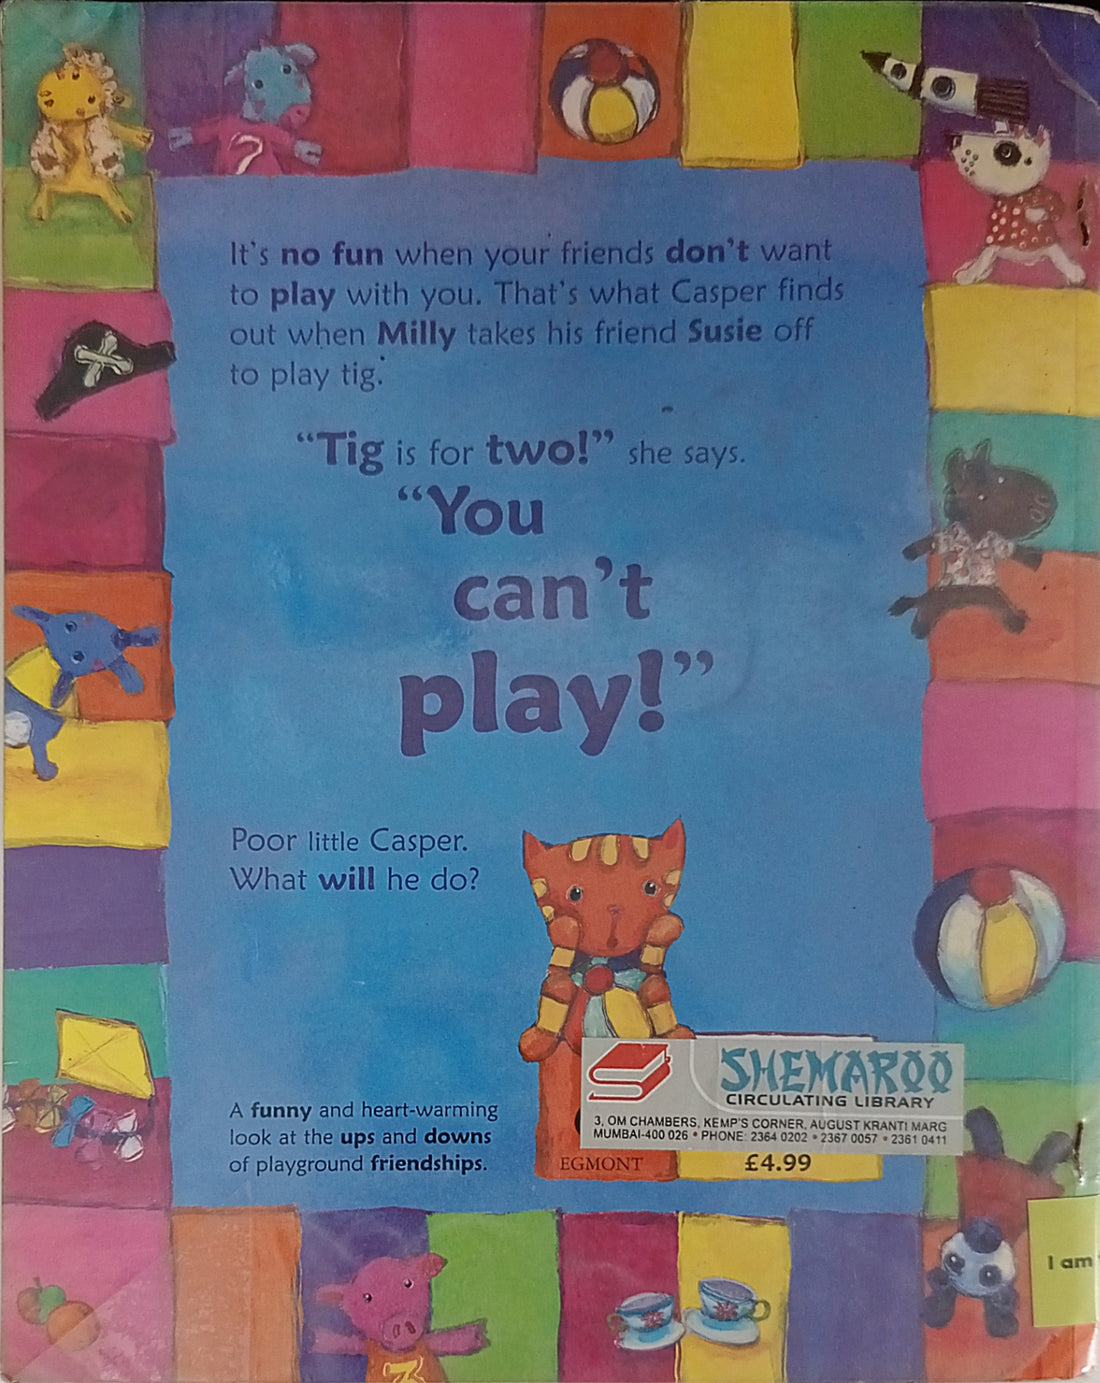 It's no fun when your friends don't want
to play with you. That's what Casper finds
out when Milly takes his friend Susie off
to play tig.
"Tig is for two!" she says.
"You
can't
play!"
Poor little Casper.
What will he do?
A funny and heart-warming
look at the ups and downs
of playground friendships.
SHEMAROO
CIRCULATING LIBRARY
3, OM CHAMBERS, KEMP'S CORNER, AUGUST KRANTI MARG
MUMBAI-400 026 • PHONE: 2364 0202 • 2367 0057 • 2361 0411
EGMONT
£4.99
I am
7
3